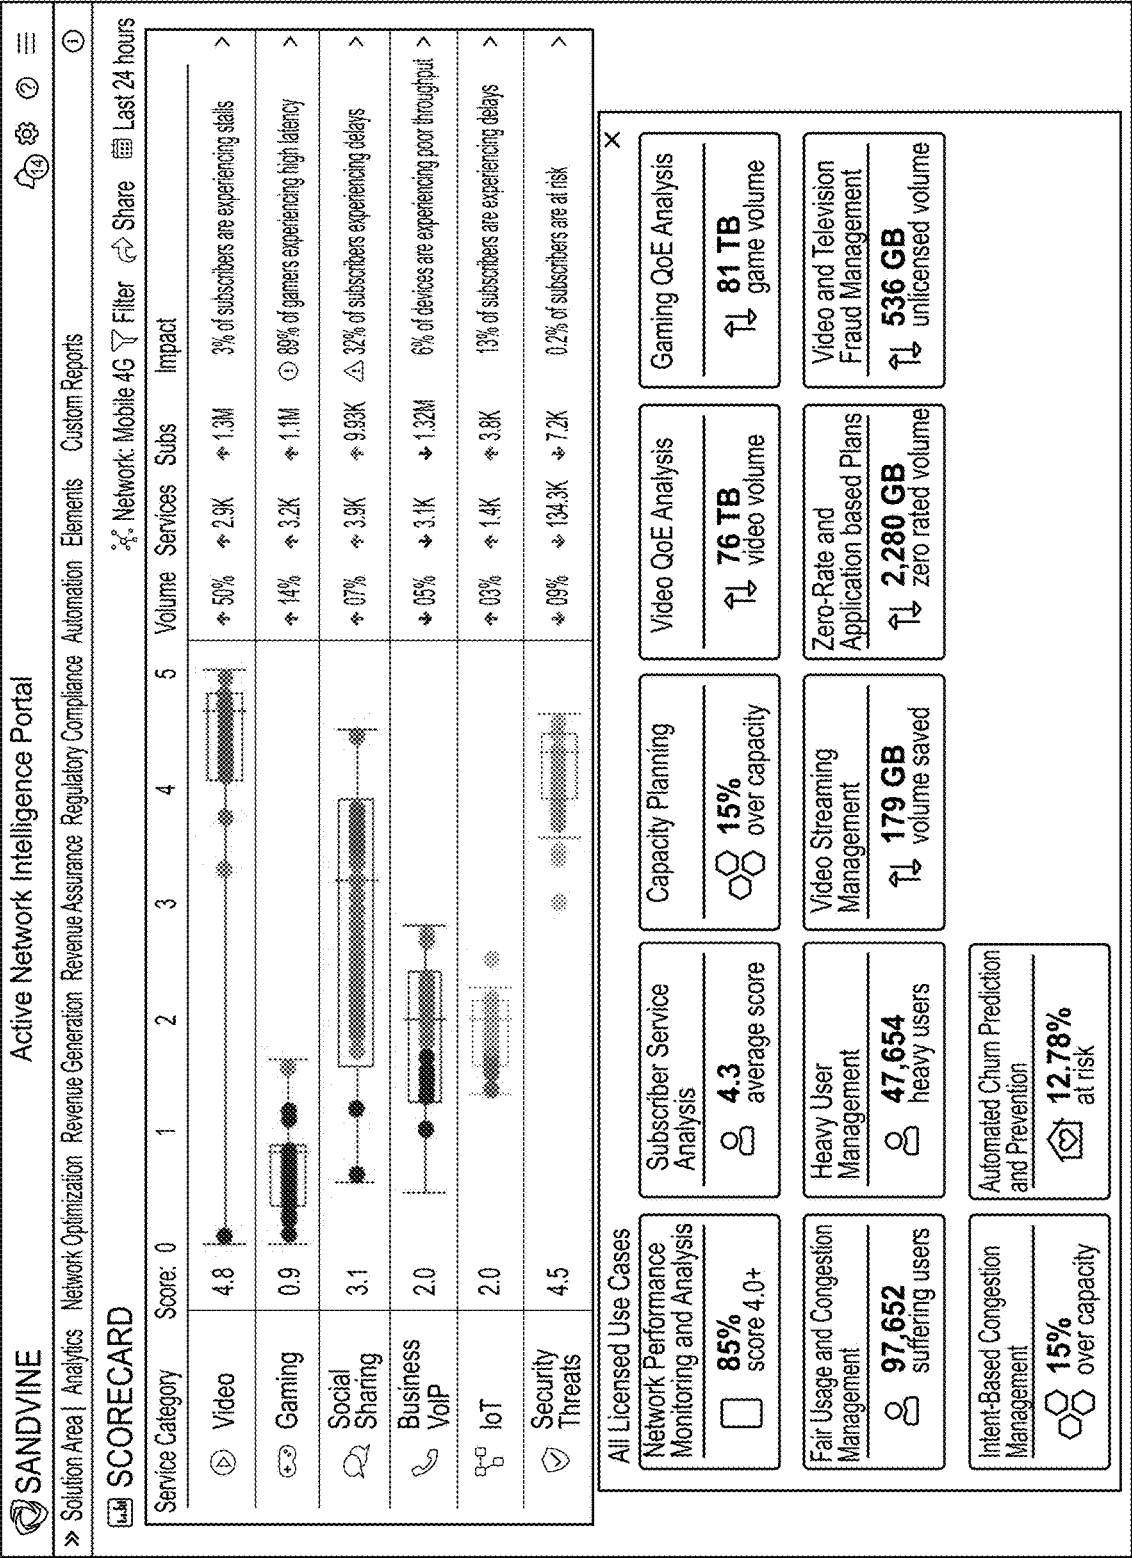 SANDVINE Active Network Intelligence Portal 14 ?
» Solution Area | Analytics Network Optimization Revenue Generation Revenue Assurance Regulatory Compliance Automation Elements Custom Reports i
SCORECARD Network: Mobile 4G Filter Share Last 24 hours
Service Category Score: 0 1 2 3 4 5 Volume Services Subs Impact
Video 4.8 50% 2.9K 1.3M 3% of subscribers are experiencing stalls >
Gaming 0.9 14% 3.2K 1.1M 89% of gamers experiencing high latency >
Social
Sharing 3.1 07% 3.9K 9.93K 32% of subscribers experiencing delays >
Business
VoIP 2.0 05% 3.1K 1.32M 6% of devices are experiencing poor throughput >
IoT 2.0 03% 1.4K 3.8K 13% of subscribers are experiencing delays >
Security
Threats 4.5 09% 134.3K 7.2K 0.2% of subscribers are at risk >
All Licensed Use Cases X
Network Performance
Monitoring and Analysis
85%
score 4.0+
Subscriber Service
Analysis
4.3
average score
Capacity Planning
15%
over capacity
Video QoE Analysis
76 TB
video volume
Gaming QoE Analysis
81 TB
game volume
Fair Usage and Congestion
Management
97,652
suffering users
Heavy User
Management
47,654
heavy users
Video Streaming
Management
179 GB
volume saved
Zero-Rate and
Application based Plans
2,280 GB
zero rated volume
Video and Television
Fraud Management
536 GB
unlicensed volume
Intent-Based Congestion
Management
15%
over capacity
Automated Churn Prediction
and Prevention
12.78%
at risk